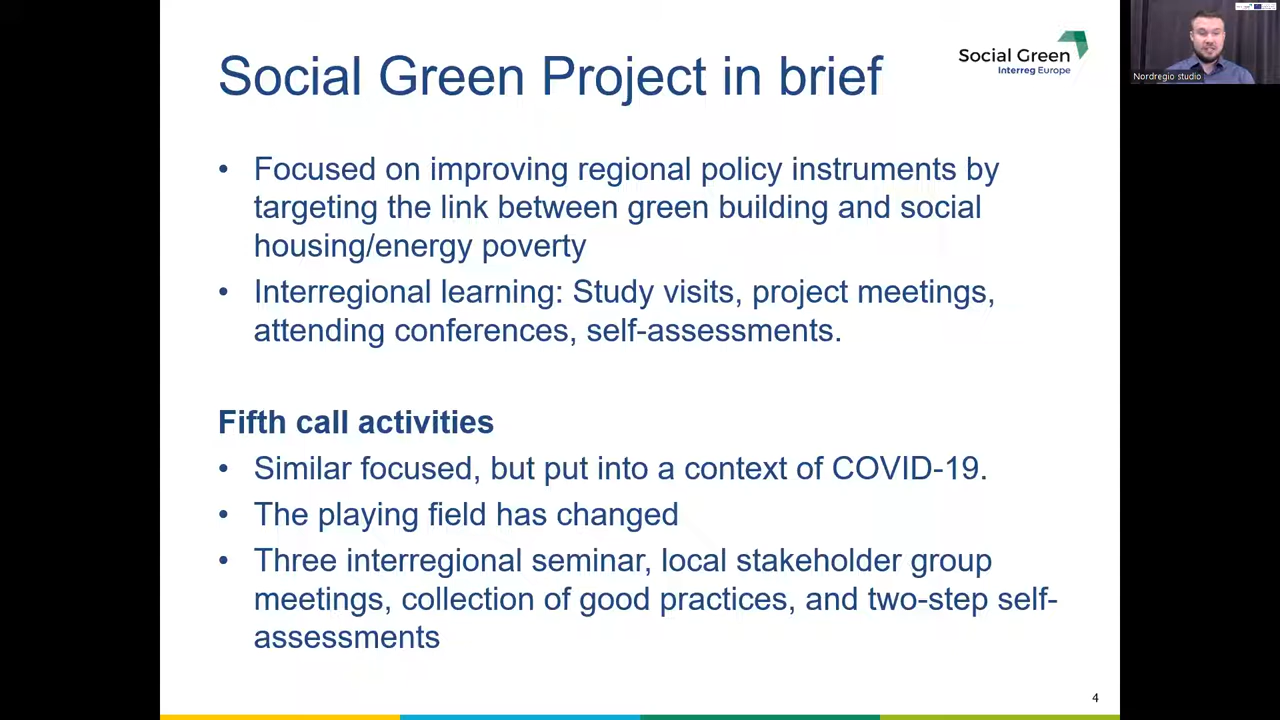 Social Green Project in brief
Social Green
Interreg Europe
Nordregio studio
• Focused on improving regional policy instruments by
targeting the link between green building and social
housing/energy poverty
• Interregional learning: Study visits, project meetings,
attending conferences, self-assessments.
Fifth call activities
• Similar focused, but put into a context of COVID-19.
• The playing field has changed
• Three interregional seminar, local stakeholder group
meetings, collection of good practices, and two-step self-
assessments
4